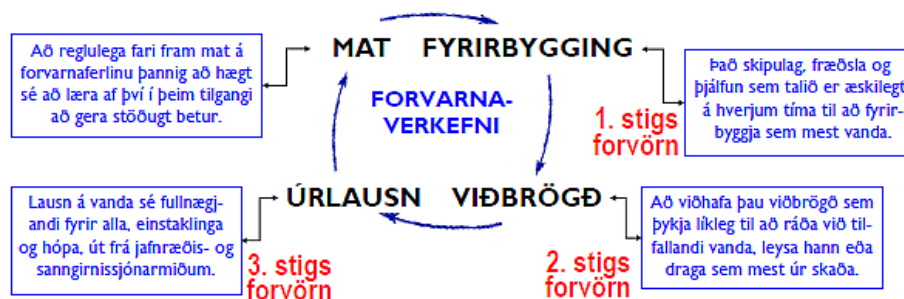 Að reglulega fari fram mat á
forvarnaferlinu þannig að hægt
sé að læra af því í þeim tilgangi
að gera stöðugt betur.
MAT FYRIRBYGGING
FORVARNA-
VERKEFNI
1. stigs
forvörn
Það skipulag, fræðsla og
þjálfun sem talið er æskilegt
á hverjum tíma til að fyrir-
byggja sem mest vanda.
Lausn á vanda sé fullnægj-
andi fyrir alla, einstaklinga
og hópa, út frá jafnræðis- og
sanngirnissjónarmiðum.
ÚRLAUSN VIÐBRÖGÐ
3. stigs
forvörn
2. stigs
forvörn
Að viðhafa þau viðbrögð sem
þykja líkleg til að ráða við til-
fallandi vanda, leysa hann eða
draga sem mest úr skaða.